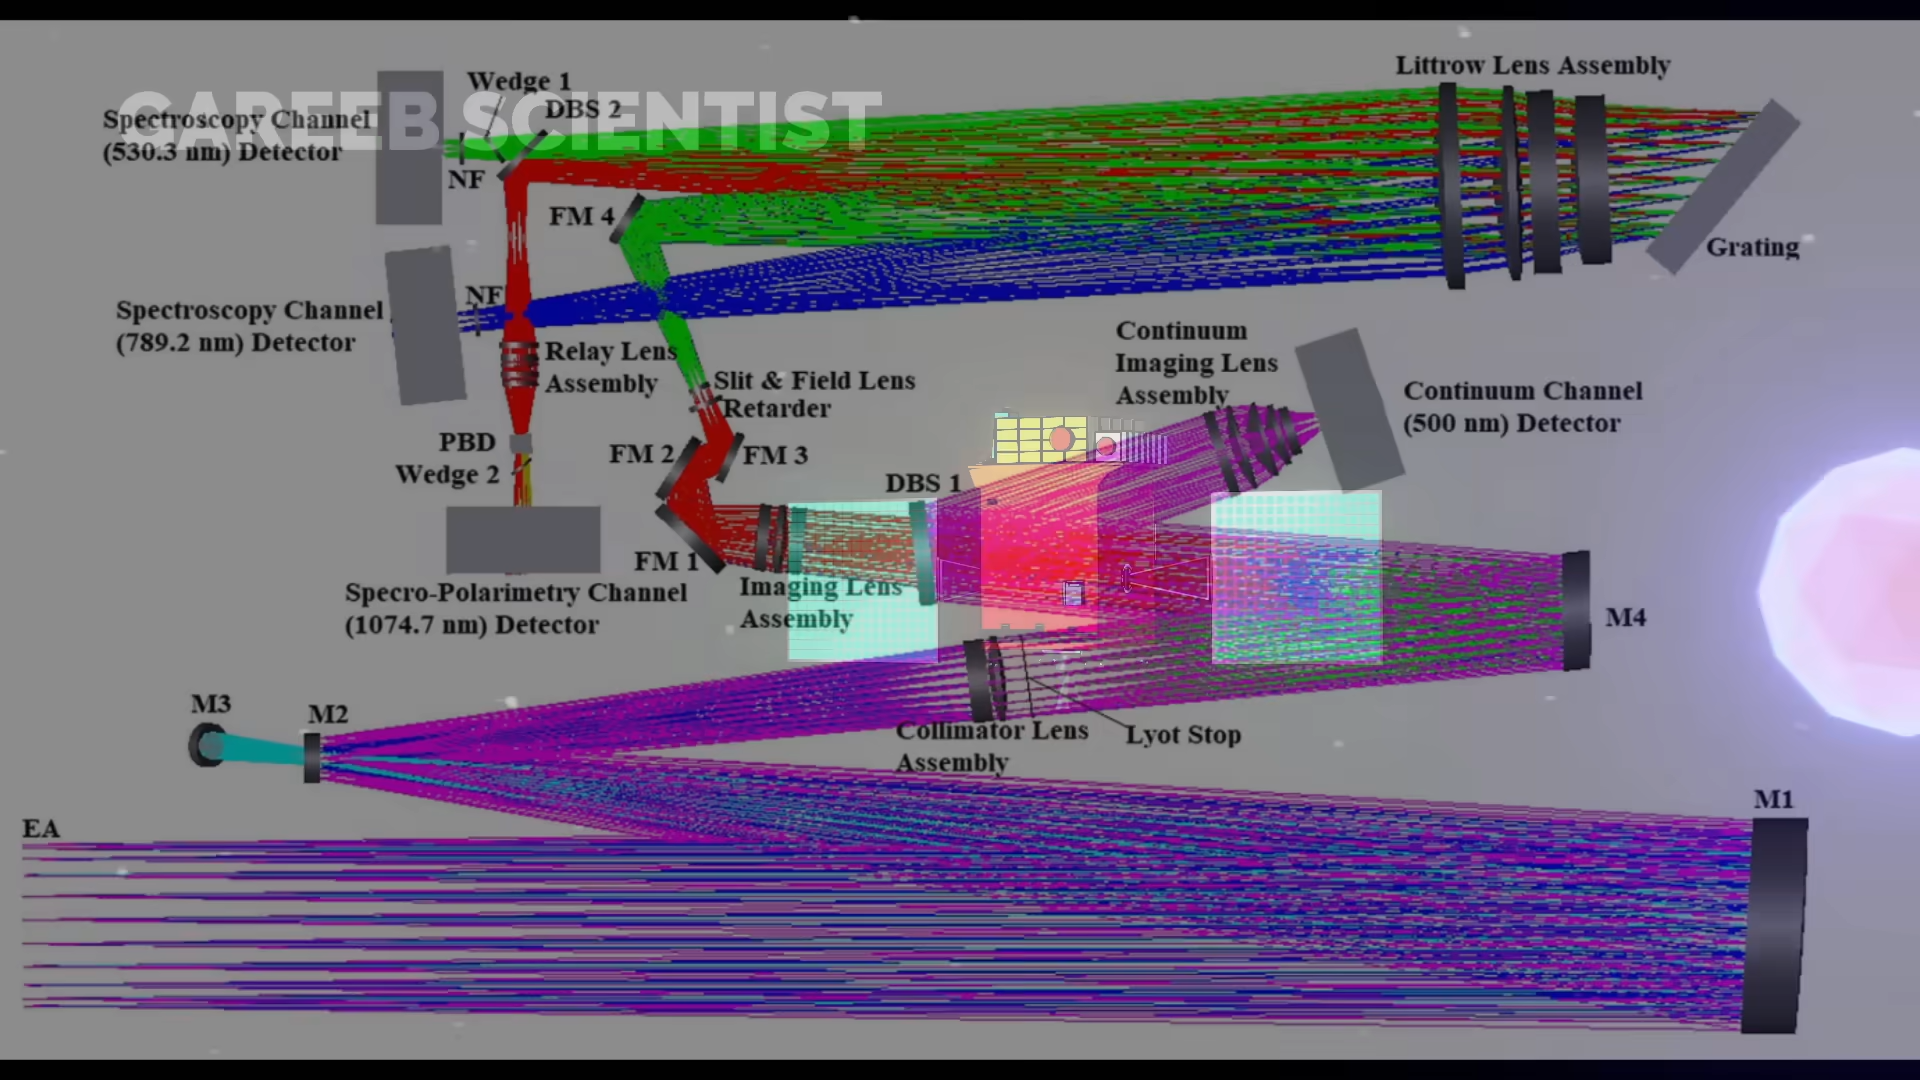 Littrow Lens Assembly
Wedge 1
CAREEB SCIENTIST
DBS 2
Spectroscopy Channel
(530.3 nm) Detector
NF
FM 4
Grating
NF
Spectroscopy Channel
(789.2 nm) Detector
Relay Lens
Assembly
Continuum
Imaging Lens
Assembly
Slit & Field Lens
Retarder
Continuum Channel
(500 nm) Detector
PBD
Wedge 2
FM 2
FM 3
DBS 1
FM 1
Imaging Lens
Assembly
Specro-Polarimetry Channel
(1074.7 nm) Detector
M4
M3
M2
Collimator Lens
Assembly
Lyot Stop
M1
EA